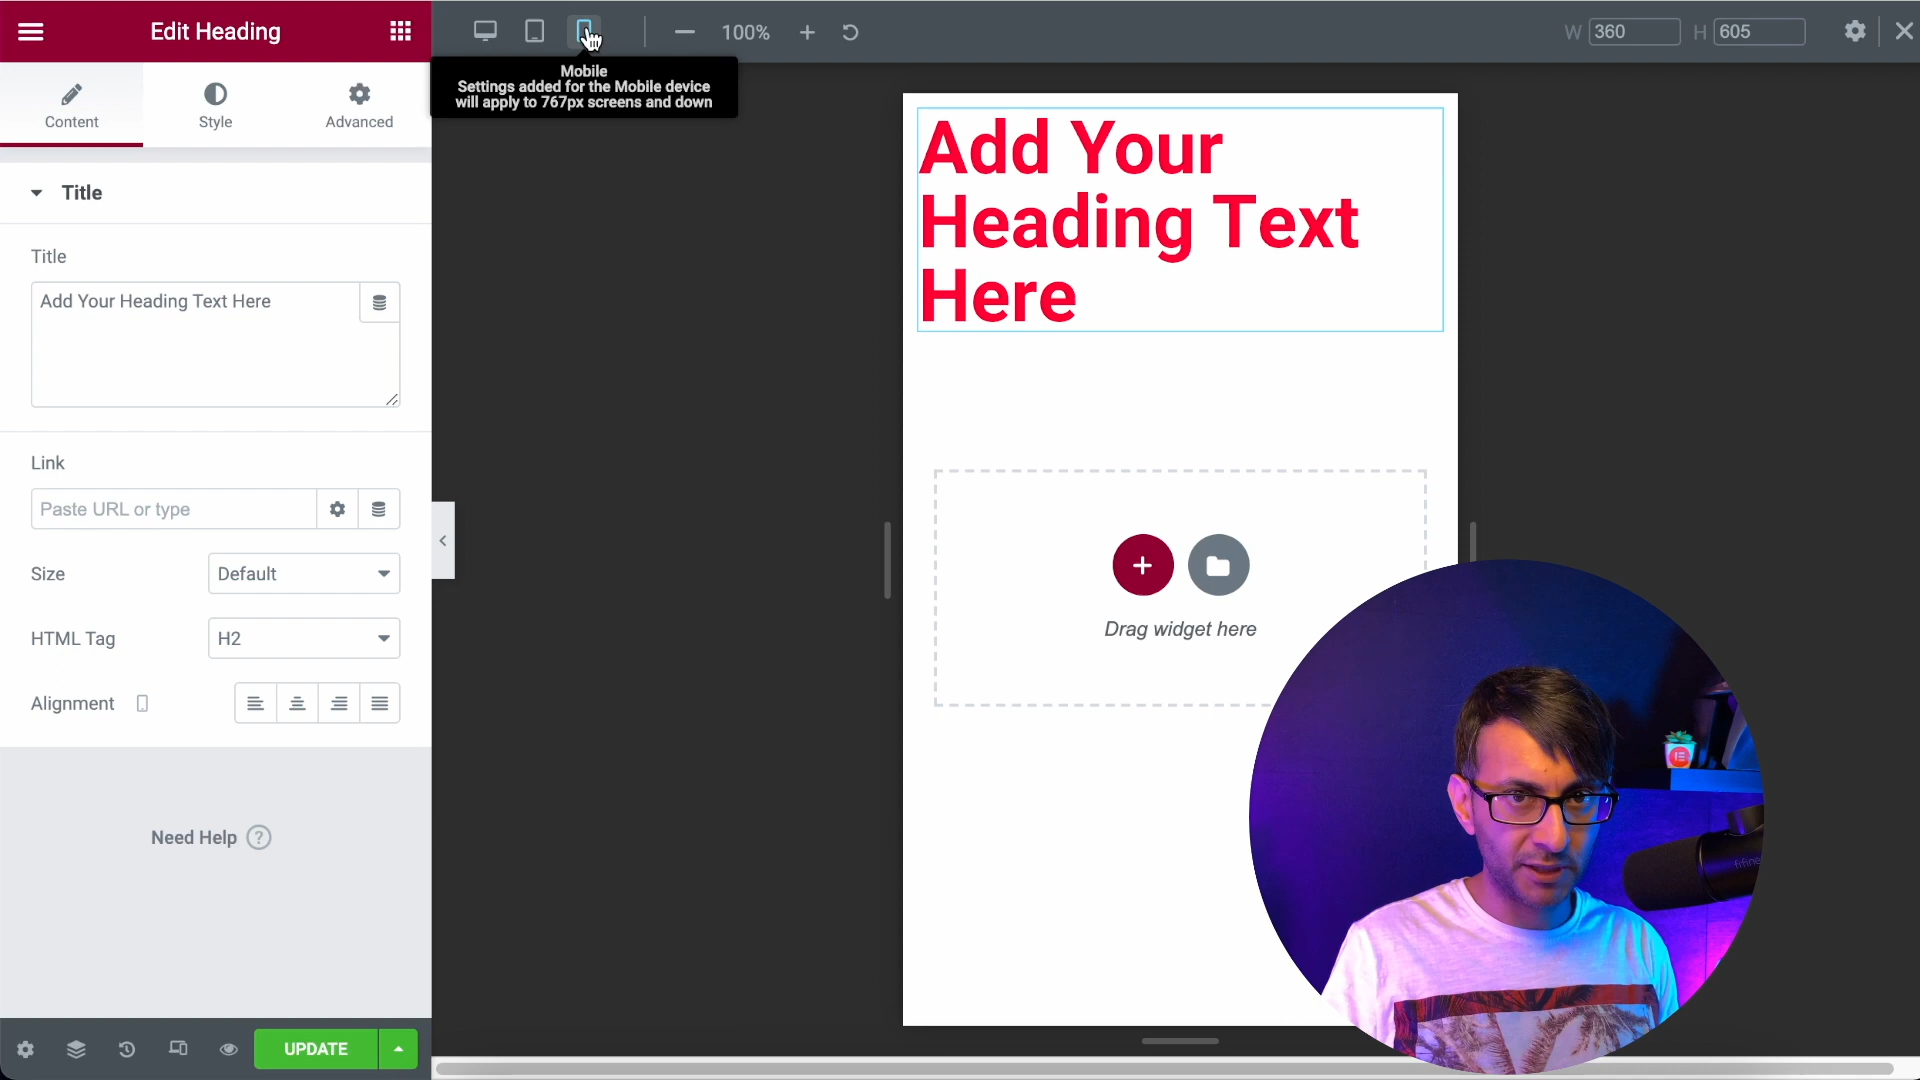 Edit Heading
100%
W 360
H 605
Mobile
Settings added for the Mobile device
will apply to 767px screens and down
Content
Style
Advanced
Title
Title
Add Your Heading Text Here
Link
Paste URL or type
Size
Default
HTML Tag
H2
Alignment
Need Help ?
UPDATE
Add Your
Heading Text
Here
Drag widget here
fifine